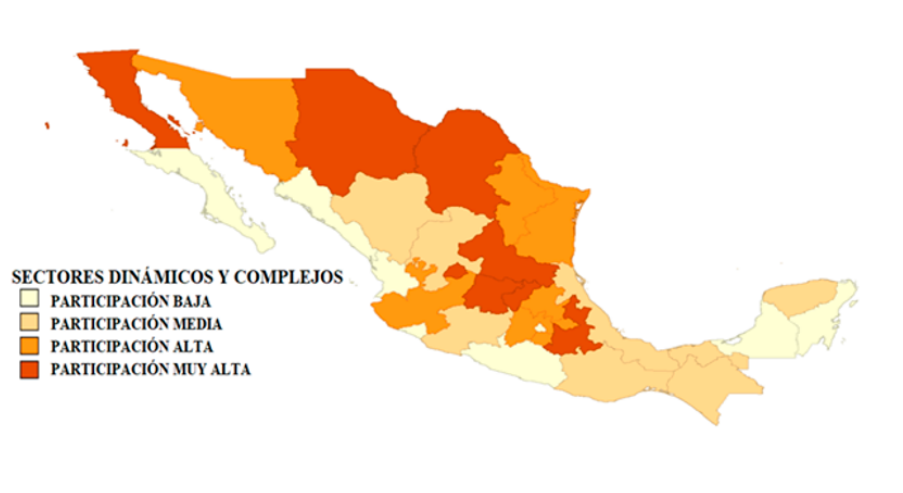 SECTORES DINÁMICOS Y COMPLEJOS
PARTICIPACIÓN BAJA
PARTICIPACIÓN MEDIA
PARTICIPACIÓN ALTA
PARTICIPACIÓN MUY ALTA